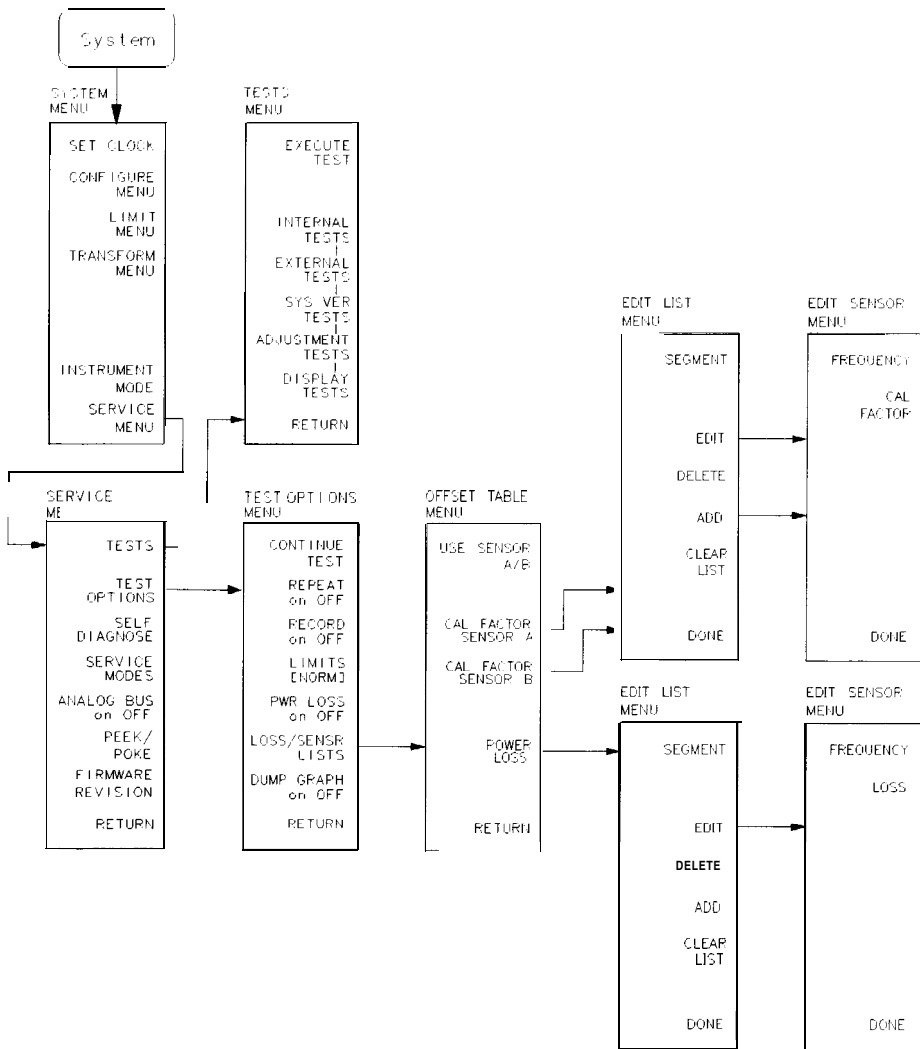 System
SYSTEM
MENU
SET CLOCK
CONFIGURE
MENU
LIMIT
MENU
TRANSFORM
MENU
INSTRUMENT
MODE
SERVICE
MENU
TESTS
MENU
EXECUTE
TEST
INTERNAL
TESTS
EXTERNAL
TESTS
SYS VER
TESTS
ADJUSTMENT
TESTS
DISPLAY
TESTS
RETURN
SERVICE
ME
TESTS
TEST
OPTIONS
SELF
DIAGNOSE
SERVICE
MODES
ANALOG BUS
on OFF
PEEK/
POKE
FIRMWARE
REVISION
RETURN
TEST OPTIONS
MENU
CONTINUE
TEST
REPEAT
on OFF
RECORD
on OFF
LIMITS
[NORM]
PWR LOSS
on OFF
LOSS/SENSR
LISTS
DUMP GRAPH
on OFF
RETURN
OFFSET TABLE
MENU
USE SENSOR
A/B
CAL FACTOR
SENSOR A
CAL FACTOR
SENSOR B
POWER
LOSS
RETURN
EDIT LIST
MENU
SEGMENT
EDIT
DELETE
ADD
CLEAR
LIST
DONE
EDIT SENSOR
MENU
FREQUENCY
CAL
FACTOR
DONE
EDIT LIST
MENU
SEGMENT
EDIT
DELETE
ADD
CLEAR
LIST
DONE
EDIT SENSOR
MENU
FREQUENCY
LOSS
DONE